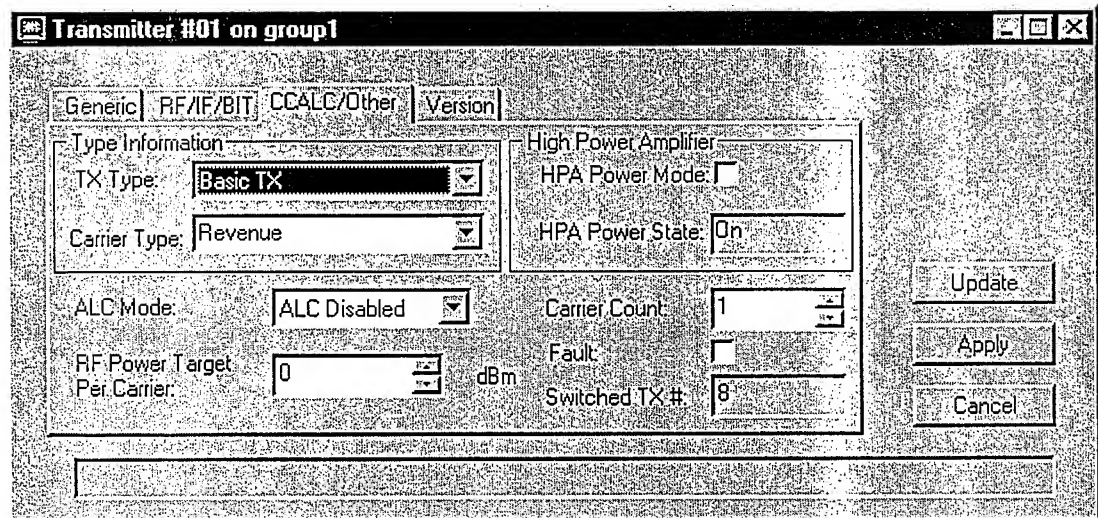 Transmitter #01 on group1
Generic RF/IF/BIT CCALC/Other Version
Type Information
TX Type: Basic TX
Carrier Type: Revenue
High Power Amplifier
HPA Power Mode:
HPA Power State: On
ALC Mode: ALC Disabled
RF Power Target
Per Carrier: 0 dBm
Carrier Count: 1
Fault:
Switched TX #: 8
Update
Apply
Cancel